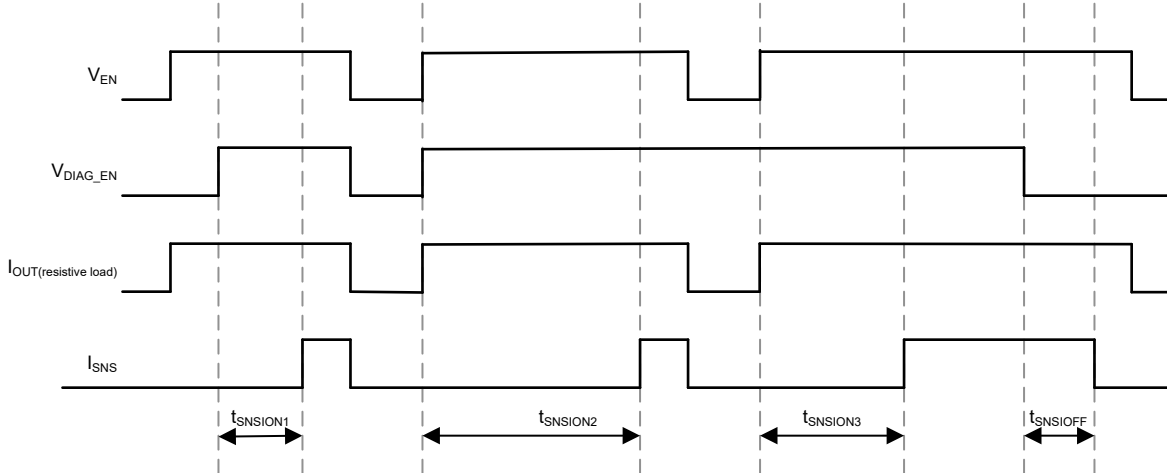 VEN
VDIAG_EN
IOUT(resistive load)
ISNS
tSNSION1 tSNSION2 tSNSION3 tSNSIOFF